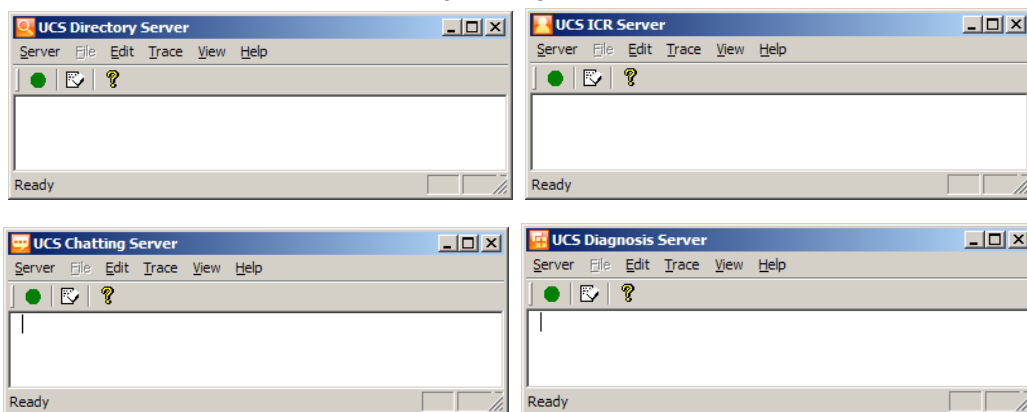 UCS Directory Server
Server File Edit Trace View Help
Ready
UCS ICR Server
Server File Edit Trace View Help
Ready
UCS Chatting Server
Server File Edit Trace View Help
Ready
UCS Diagnosis Server
Server File Edit Trace View Help
Ready